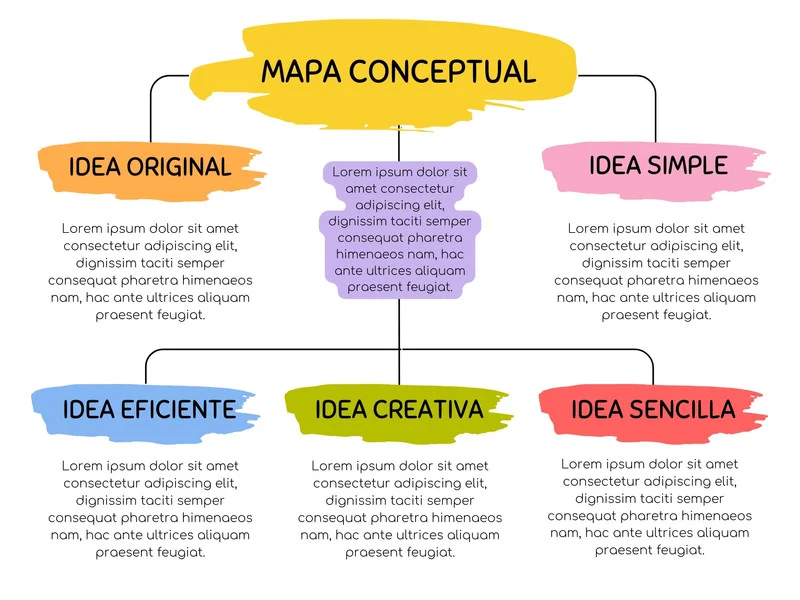 MAPA CONCEPTUAL
IDEA ORIGINAL
Lorem ipsum dolor sit amet
consectetur adipiscing elit,
dignissim taciti semper
consequat pharetra himenaeos
nam, hac ante ultrices aliquam
praesent feugiat.
Lorem ipsum dolor sit
amet consectetur
adipiscing elit,
dignissim taciti semper
consequat pharetra
himenaeos nam, hac
ante ultrices aliquam
praesent feugiat.
IDEA SIMPLE
Lorem ipsum dolor sit amet
consectetur adipiscing elit,
dignissim taciti semper
consequat pharetra himenaeos
nam, hac ante ultrices aliquam
praesent feugiat.
IDEA EFICIENTE
Lorem ipsum dolor sit amet
consectetur adipiscing elit,
dignissim taciti semper
consequat pharetra himenaeos
nam, hac ante ultrices aliquam
praesent feugiat.
IDEA CREATIVA
Lorem ipsum dolor sit amet
consectetur adipiscing elit,
dignissim taciti semper
consequat pharetra himenaeos
nam, hac ante ultrices aliquam
praesent feugiat.
IDEA SENCILLA
Lorem ipsum dolor sit amet
consectetur adipiscing elit,
dignissim taciti semper
consequat pharetra himenaeos
nam, hac ante ultrices aliquam
praesent feugiat.